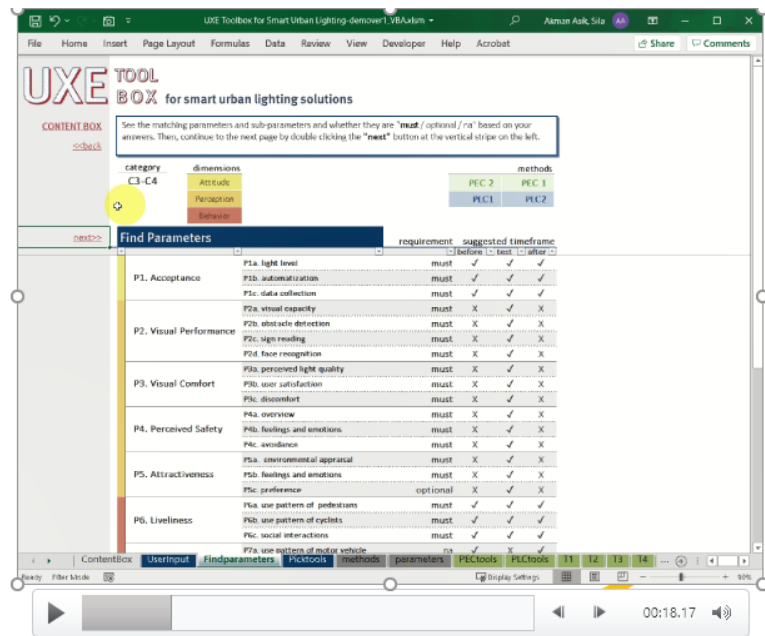 UXE Toolbox for Smart Urban Lighting-demover1_VBA.xlsm
Akman Asik, Sila AA
File Home Insert Page Layout Formulas Data Review View Developer Help Acrobat Share Comments
UXE TOOL BOX for smart urban lighting solutions
CONTENT BOX
<<back
See the matching parameters and sub-parameters and whether they are "must / optional / na" based on your
answers. Then, continue to the next page by double clicking the "next" button at the vertical stripe on the left.
category dimensions methods
C3-C4 Attitude PEC 2 PEC 1
Perception PLC1 PLC2
Behavior
next>> Find Parameters requirement suggested timeframe
before test after
P1. Acceptance
P1a. light level must ✓ ✓ ✓
P1b. automatization must ✓ ✓ ✓
P1c. data collection must ✓ ✓ ✓
P2. Visual Performance
P2a. visual capacity must X ✓ X
P2b. obstacle detection must X ✓ X
P2c. sign reading must X ✓ X
P2d. face recognition must X ✓ X
P3. Visual Comfort
P3a. perceived light quality must X ✓ X
P3b. user satisfaction must X ✓ X
P3c. discomfort must X ✓ X
P4. Perceived Safety
P4a. overview must X ✓ X
P4b. feelings and emotions must X ✓ X
P4c. avoidance must X ✓ X
P5. Attractiveness
P5a. environmental appraisal must X ✓ X
P5b. feelings and emotions must X ✓ X
P5c. preference optional X ✓ X
P6. Liveliness
P6a. use pattern of pedestians must ✓ ✓ ✓
P6b. use pattern of cyclists must ✓ ✓ ✓
P6c. social interactions must ✓ ✓ ✓
P7a. use pattern of motor vehicle na ✓ X ✓
ContentBox UserInput Findparameters Picktools methods parameters PECtools PLCtools T1 T2 T3 T4 ...
Ready Filter Mode Display Settings 90%
00:18.17